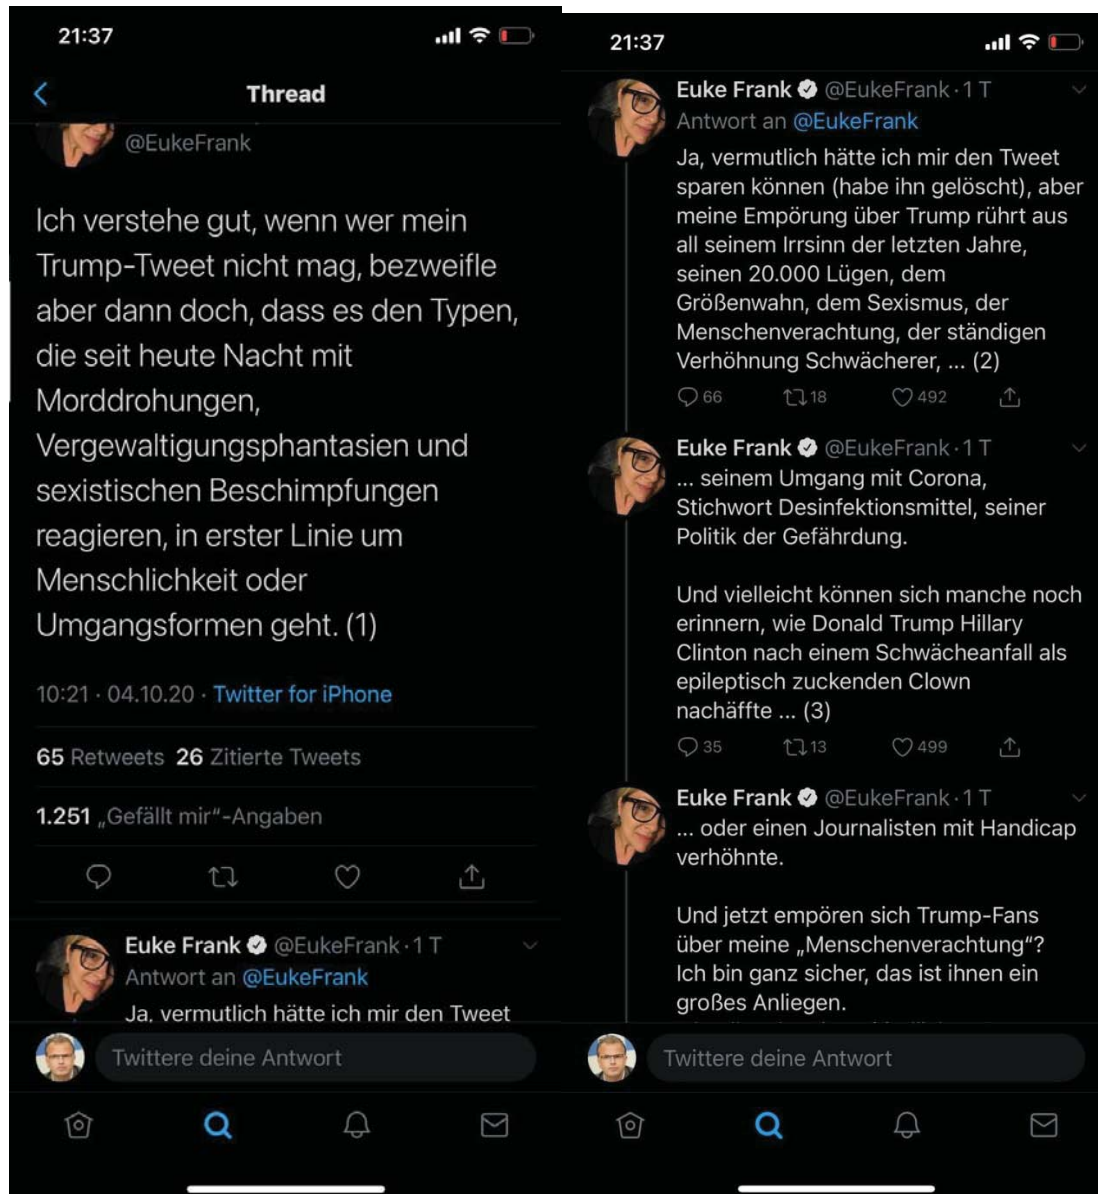 21:37
Thread
@EukeFrank
Ich verstehe gut, wenn wer mein
Trump-Tweet nicht mag, bezweifle
aber dann doch, dass es den Typen,
die seit heute Nacht mit
Morddrohungen,
Vergewaltigungsphantasien und
sexistischen Beschimpfungen
reagieren, in erster Linie um
Menschlichkeit oder
Umgangsformen geht. (1)
10:21 · 04.10.20 · Twitter for iPhone
65 Retweets 26 Zitierte Tweets
1.251 „Gefällt mir“-Angaben
Euke Frank @EukeFrank · 1 T
Antwort an @EukeFrank
Ja, vermutlich hätte ich mir den Tweet
Twittere deine Antwort
21:37
Euke Frank @EukeFrank · 1 T
Antwort an @EukeFrank
Ja, vermutlich hätte ich mir den Tweet
sparen können (habe ihn gelöscht), aber
meine Empörung über Trump rührt aus
all seinem Irrsinn der letzten Jahre,
seinen 20.000 Lügen, dem
Größenwahn, dem Sexismus, der
Menschenverachtung, der ständigen
Verhöhnung Schwächerer, ... (2)
66 18 492
Euke Frank @EukeFrank · 1 T
... seinem Umgang mit Corona,
Stichwort Desinfektionsmittel, seiner
Politik der Gefährdung.
Und vielleicht können sich manche noch
erinnern, wie Donald Trump Hillary
Clinton nach einem Schwächeanfall als
epileptisch zuckenden Clown
nachäffte ... (3)
35 13 499
Euke Frank @EukeFrank · 1 T
... oder einen Journalisten mit Handicap
verhöhnte.
Und jetzt empören sich Trump-Fans
über meine „Menschenverachtung“?
Ich bin ganz sicher, das ist ihnen ein
großes Anliegen.
Twittere deine Antwort